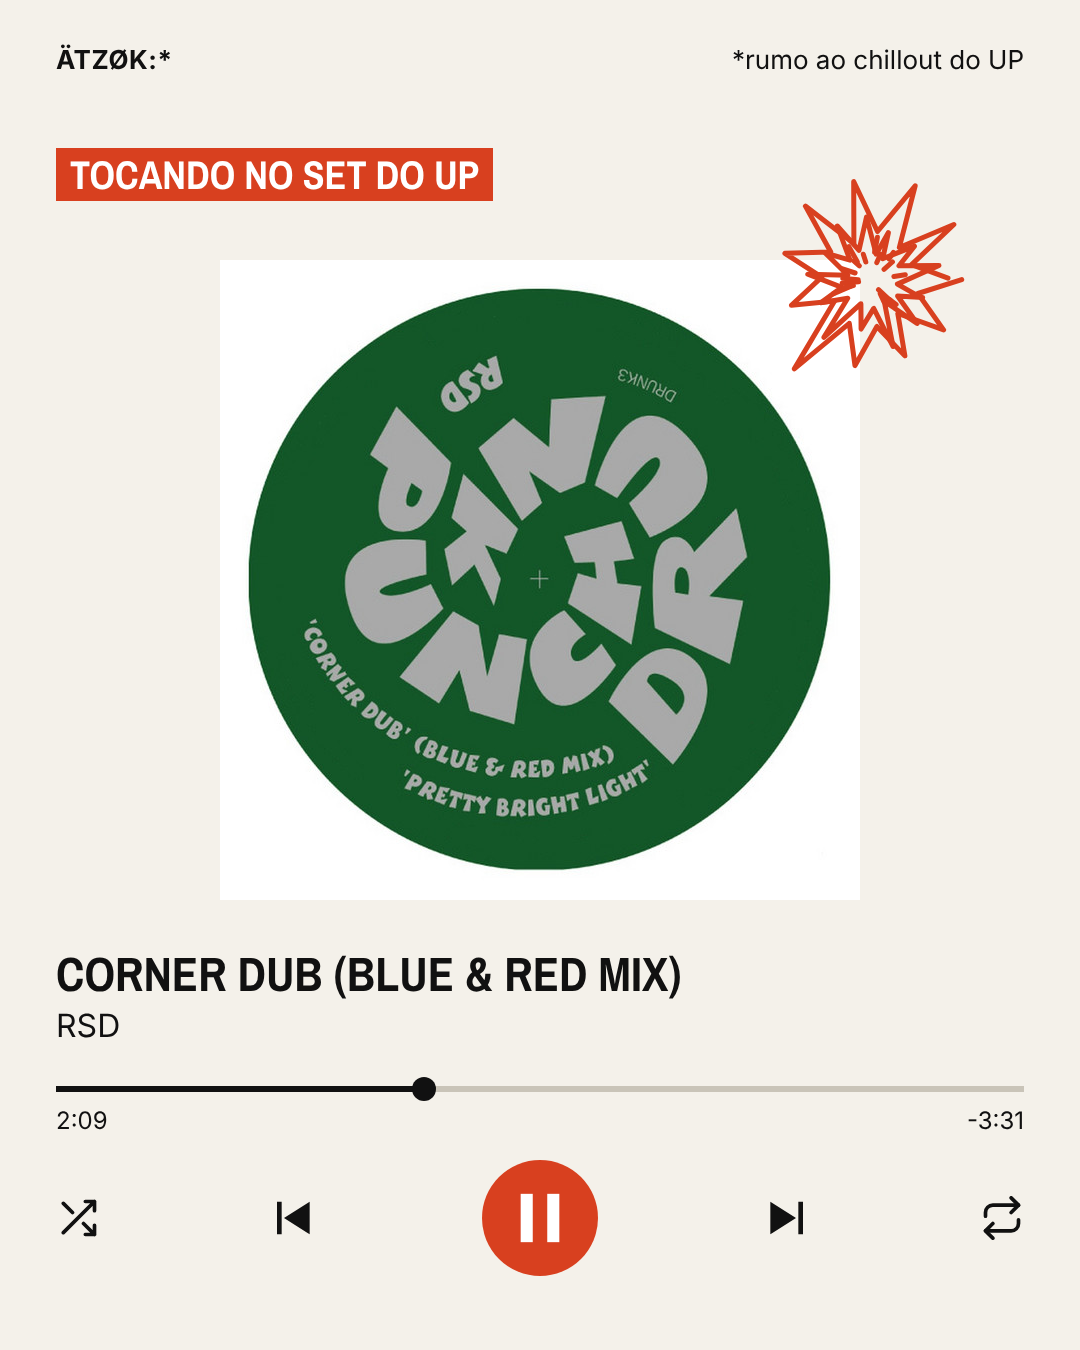 ÄTZØK:*
*rumo ao chillout do UP
TOCANDO NO SET DO UP
RSD
DRUNK3
PUNCH
DRUNK
'CORNER DUB' (BLUE & RED MIX)
'PRETTY BRIGHT LIGHT'
CORNER DUB (BLUE & RED MIX)
RSD
2:09
-3:31